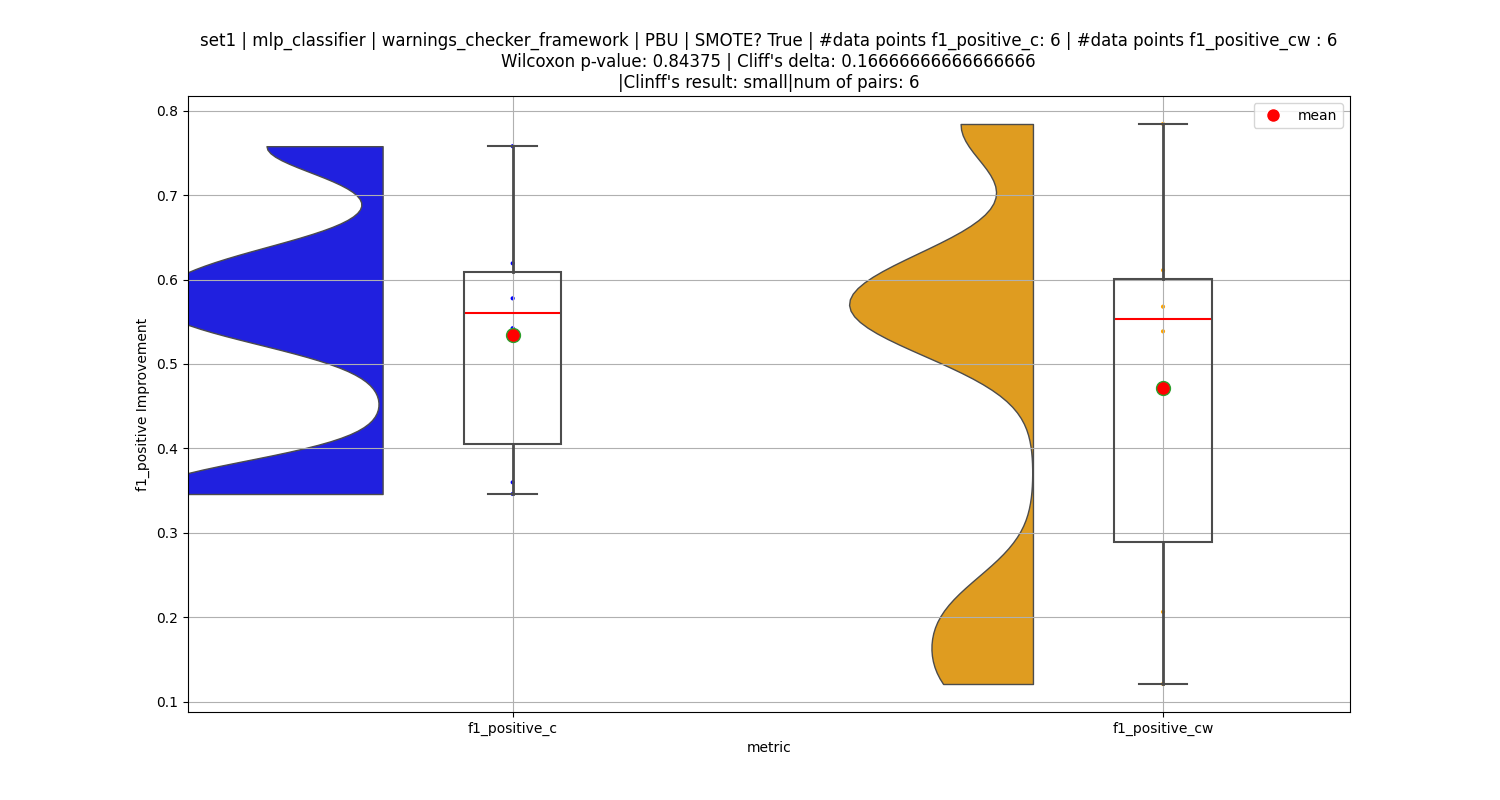 set1 | mlp_classifier | warnings_checker_framework | PBU | SMOTE? True | #data points f1_positive_c: 6 | #data points f1_positive_cw : 6
Wilcoxon p-value: 0.84375 | Cliff's delta: 0.16666666666666666
|Clinff's result: small|num of pairs: 6
mean
0.8
0.7
0.6
0.5
0.4
0.3
0.2
0.1
f1_positive Improvement
f1_positive_c
f1_positive_cw
metric